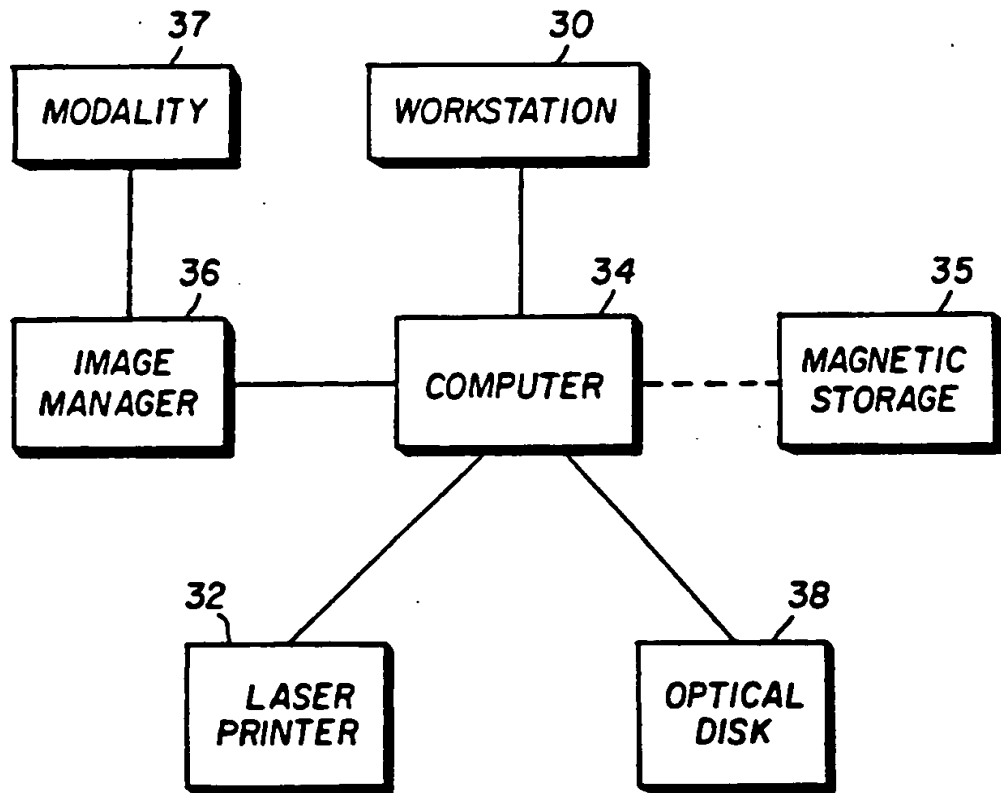 37
MODALITY
30
WORKSTATION
36
IMAGE
MANAGER
34
COMPUTER
35
MAGNETIC
STORAGE
32
LASER
PRINTER
38
OPTICAL
DISK